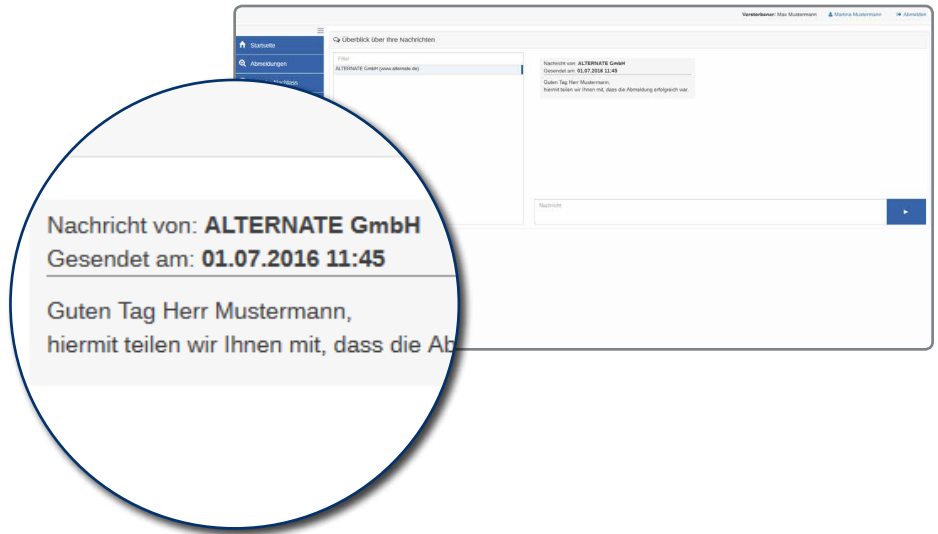 Verstorbener: Max Mustermann Martina Mustermann Abmelden
Startseite
Überblick über Ihre Nachrichten
Abmeldungen
Filter
ALTERNATE GmbH (www.alternate.de)
Nachricht von: ALTERNATE GmbH
Gesendet am: 01.07.2016 11:45
Guten Tag Herr Mustermann,
hiermit teilen wir Ihnen mit, dass die Abmeldung erfolgreich war.
Nachricht
Nachricht von: ALTERNATE GmbH
Gesendet am: 01.07.2016 11:45
Guten Tag Herr Mustermann,
hiermit teilen wir Ihnen mit, dass die Ab